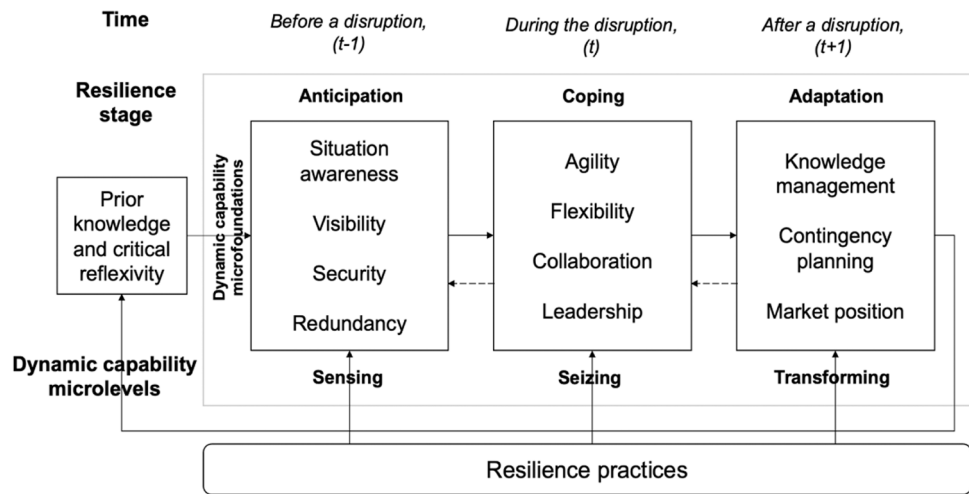 Time
Before a disruption,
(t-1)
During the disruption,
(t)
After a disruption,
(t+1)
Resilience
stage
Anticipation
Coping
Adaptation
Prior
knowledge
and critical
reflexivity
Dynamic capability
microfoundations
Situation
awareness
Visibility
Security
Redundancy
Agility
Flexibility
Collaboration
Leadership
Knowledge
management
Contingency
planning
Market position
Dynamic capability
microlevels
Sensing
Seizing
Transforming
Resilience practices